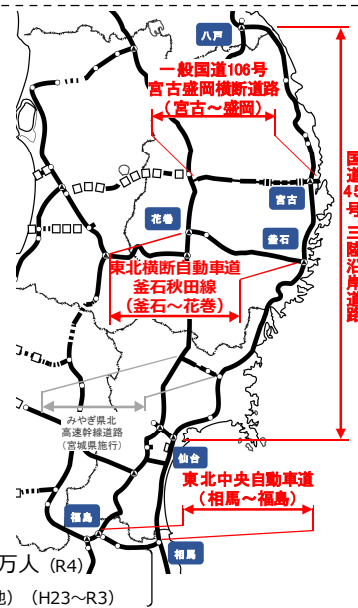 八戸
一般国道106号
宮古盛岡横断道路
（宮古～盛岡）
宮古
花巻
釜石
国道45号 三陸沿岸道路
東北横断自動車道
釜石秋田線
（釜石～花巻）
みやぎ県北
高速幹線道路
（宮城県施行）
仙台
東北中央自動車道
（相馬～福島）
福島
相馬
万人（R4）
他）（H23～R3）